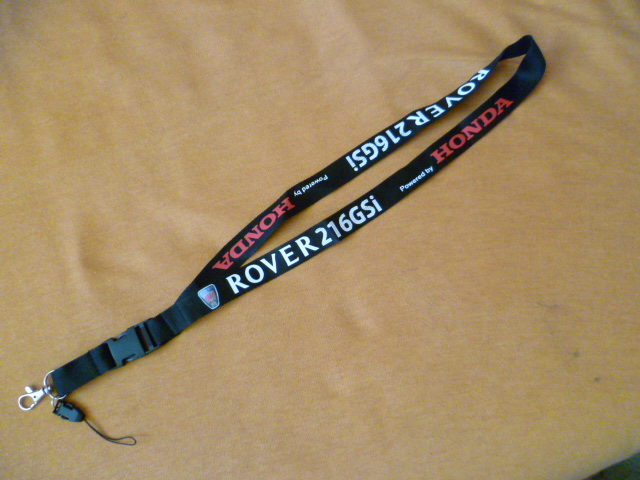 ROVER 216GSi
Powered by
HONDA
ROVER 216GSi
Powered by
HONDA